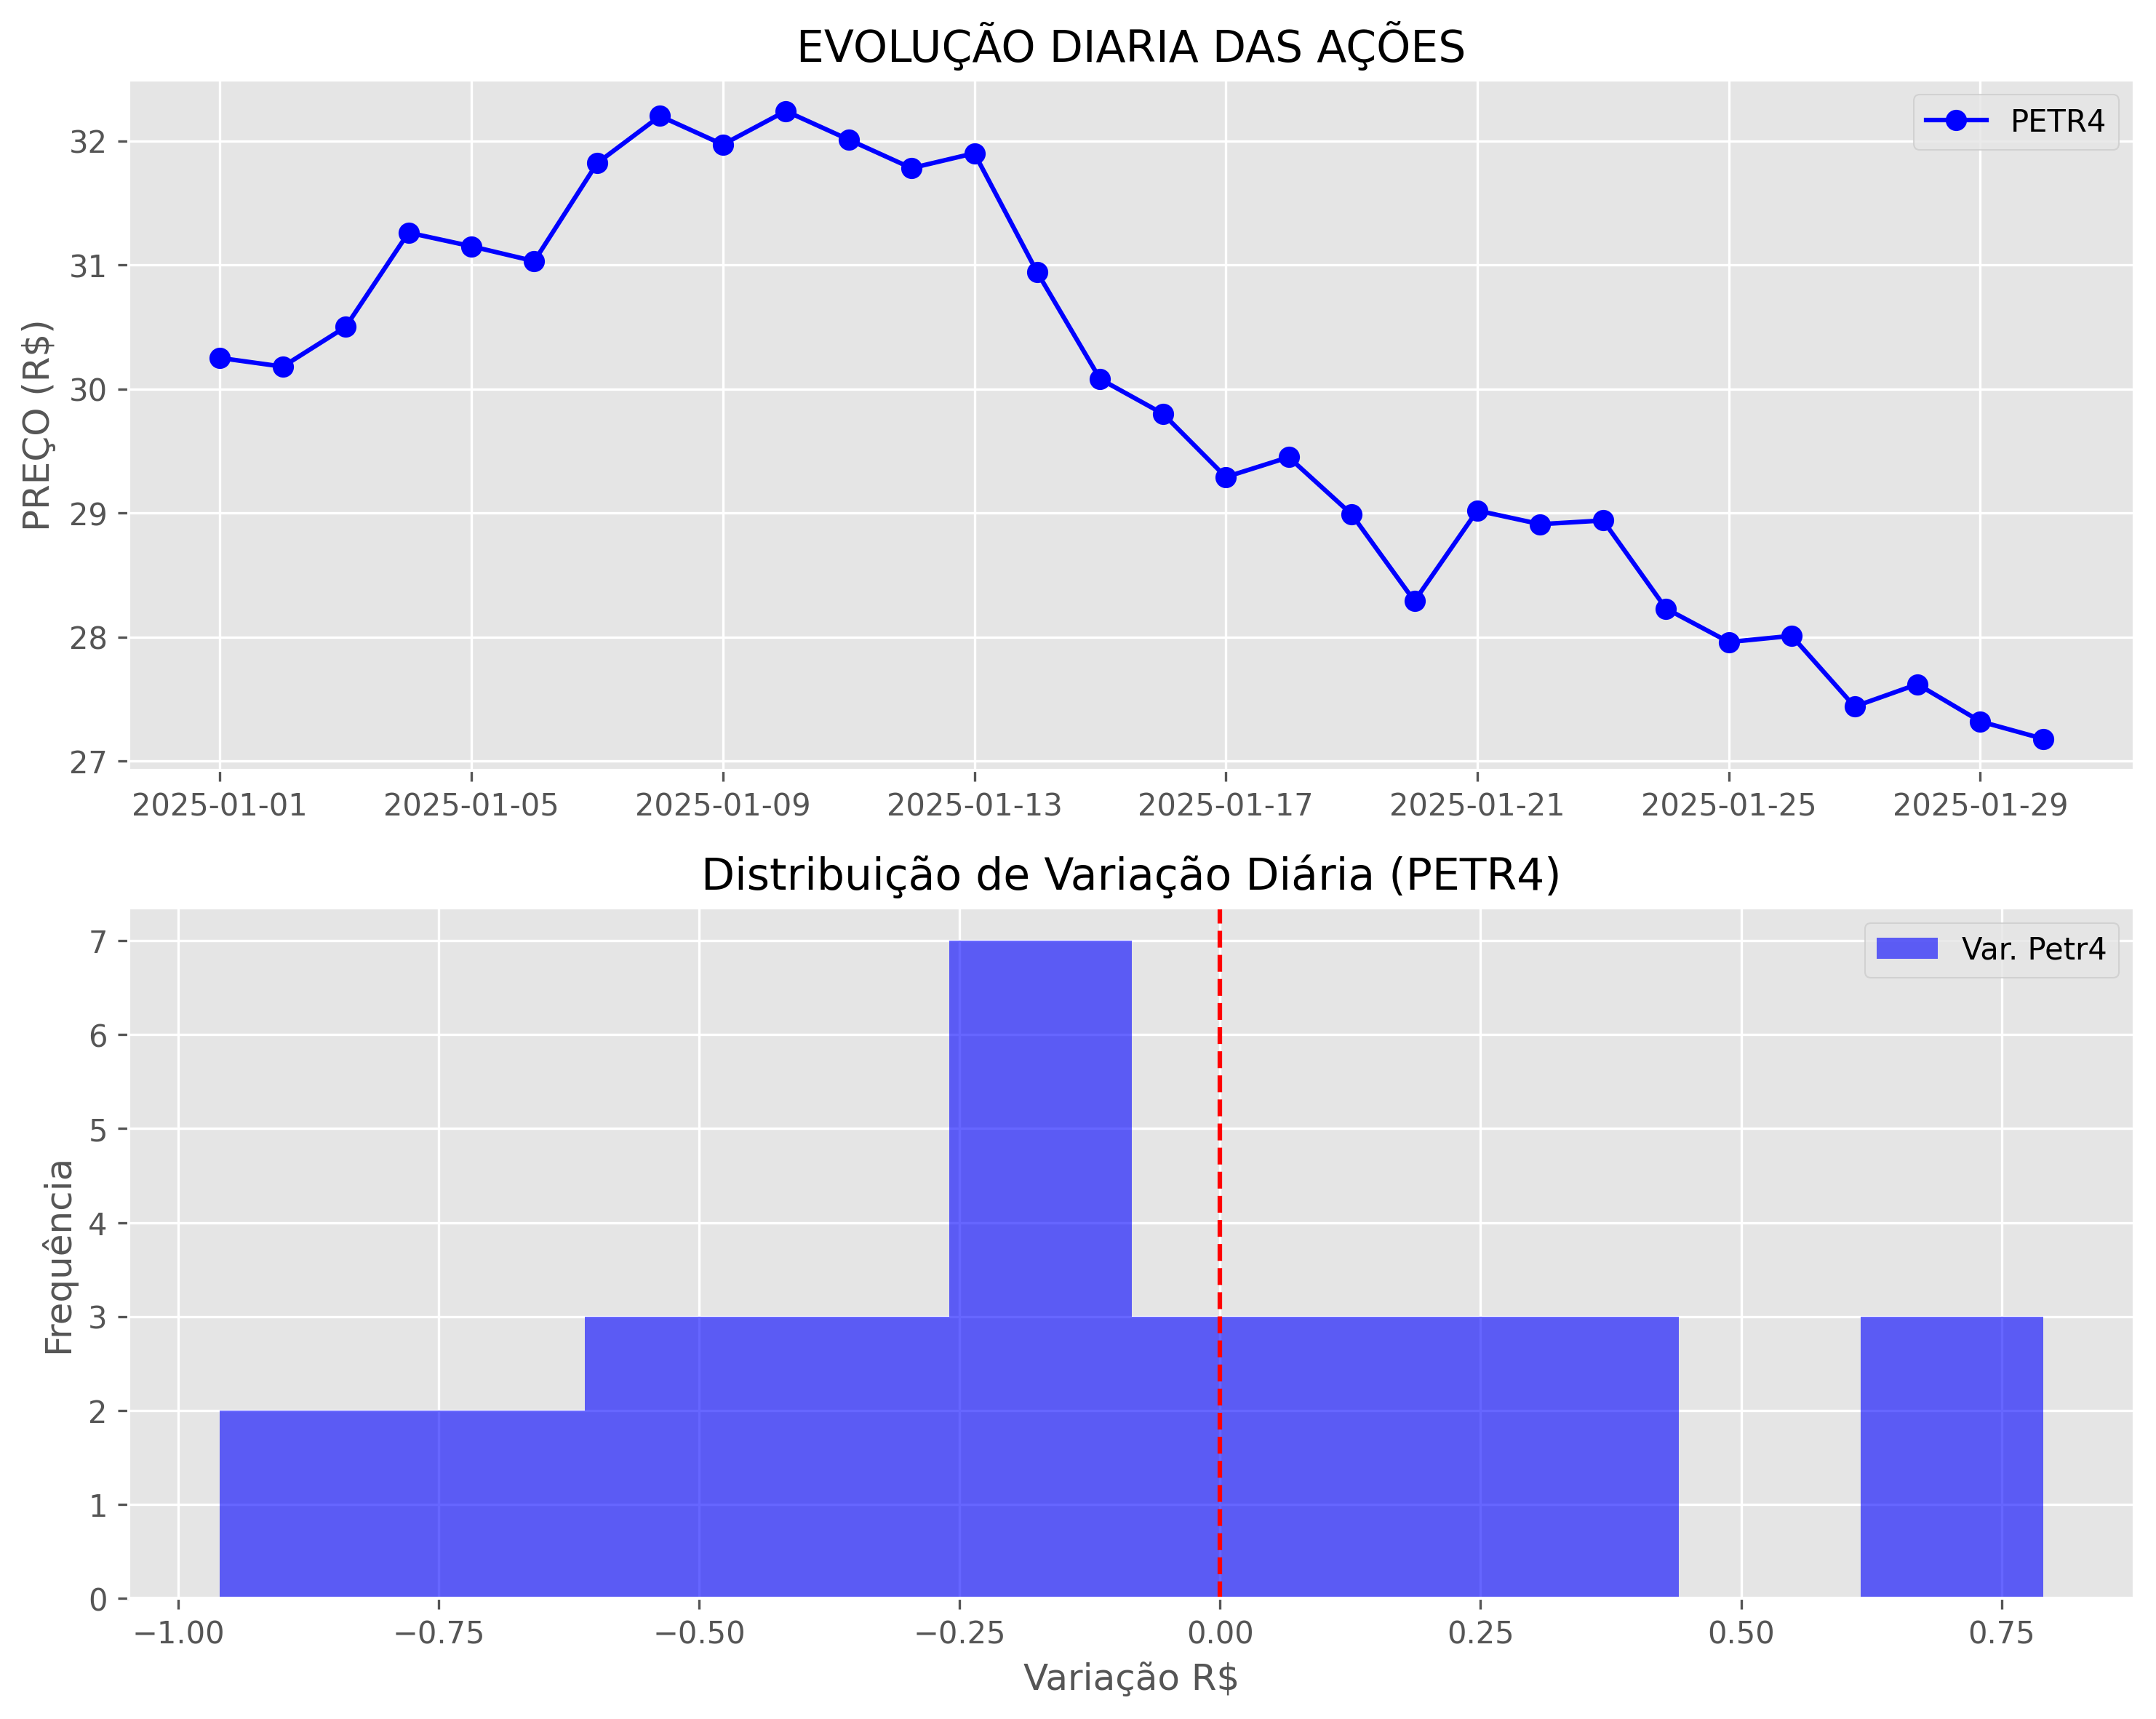 EVOLUÇÃO DIARIA DAS AÇÕES
PETR4
PREÇO (R$)
32
31
30
29
28
27
2025-01-01 2025-01-05 2025-01-09 2025-01-13 2025-01-17 2025-01-21 2025-01-25 2025-01-29
Distribuição de Variação Diária (PETR4)
Var. Petr4
Frequência
7
6
5
4
3
2
1
0
−1.00 −0.75 −0.50 −0.25 0.00 0.25 0.50 0.75
Variação R$